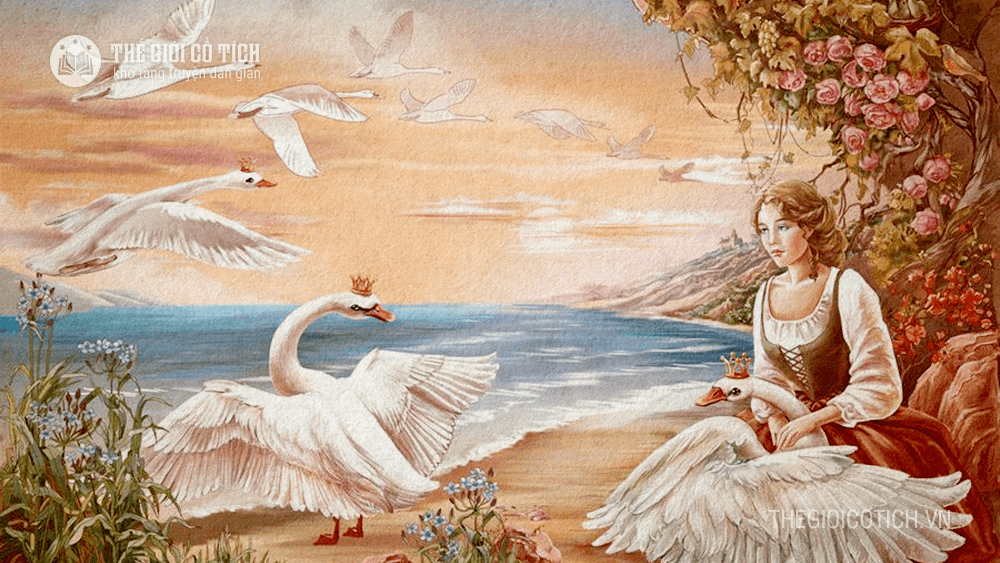 THẾ GIỚI CỔ TÍCH
kho tàng truyện dân gian
THEGIOICOTICH.VN